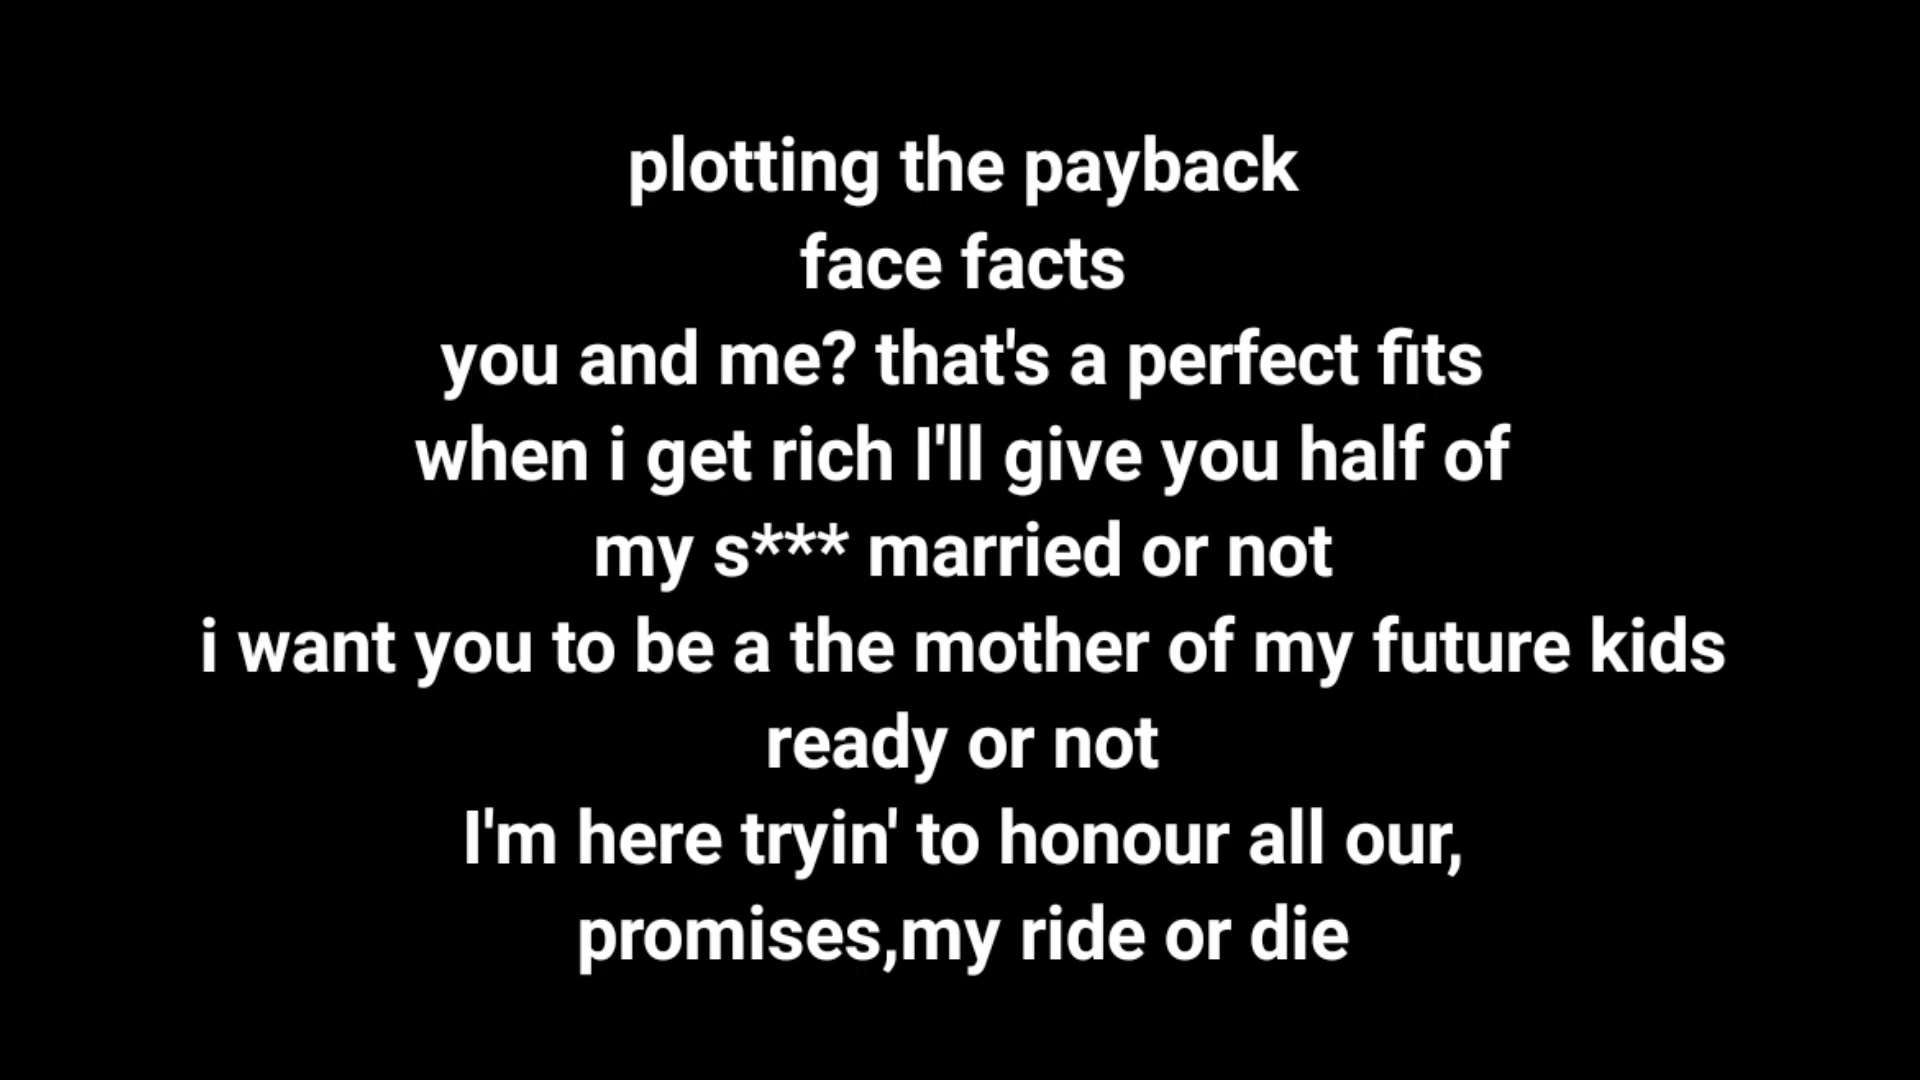 plotting the payback
face facts
you and me? that's a perfect fits
when i get rich I'll give you half of
my s*** married or not
i want you to be a the mother of my future kids
ready or not
I'm here tryin' to honour all our,
promises,my ride or die